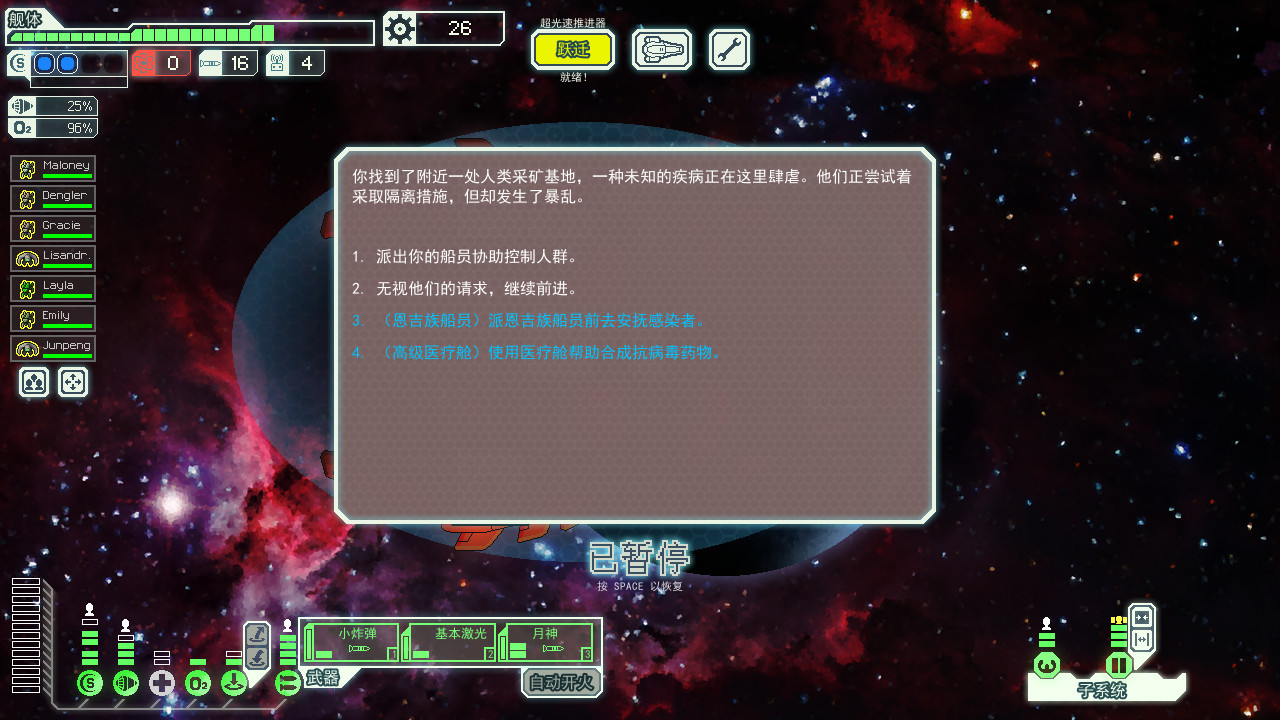 舰体
26
超光速推进器
跃迁
就绪!
0
16
4
25%
96%
Maloney
Dengler
Gracie
Lisandr.
Layla
Emily
Junpeng
你找到了附近一处人类采矿基地，一种未知的疾病正在这里肆虐。他们正尝试着
采取隔离措施，但却发生了暴乱。
1. 派出你的船员协助控制人群。
2. 无视他们的请求，继续前进。
3. （恩吉族船员）派恩吉族船员前去安抚感染者。
4. （高级医疗舱）使用医疗舱帮助合成抗病毒药物。
已暂停
按 SPACE 以恢复
小炸弹
1
基本激光
2
月神
3
武器
自动开火
子系统